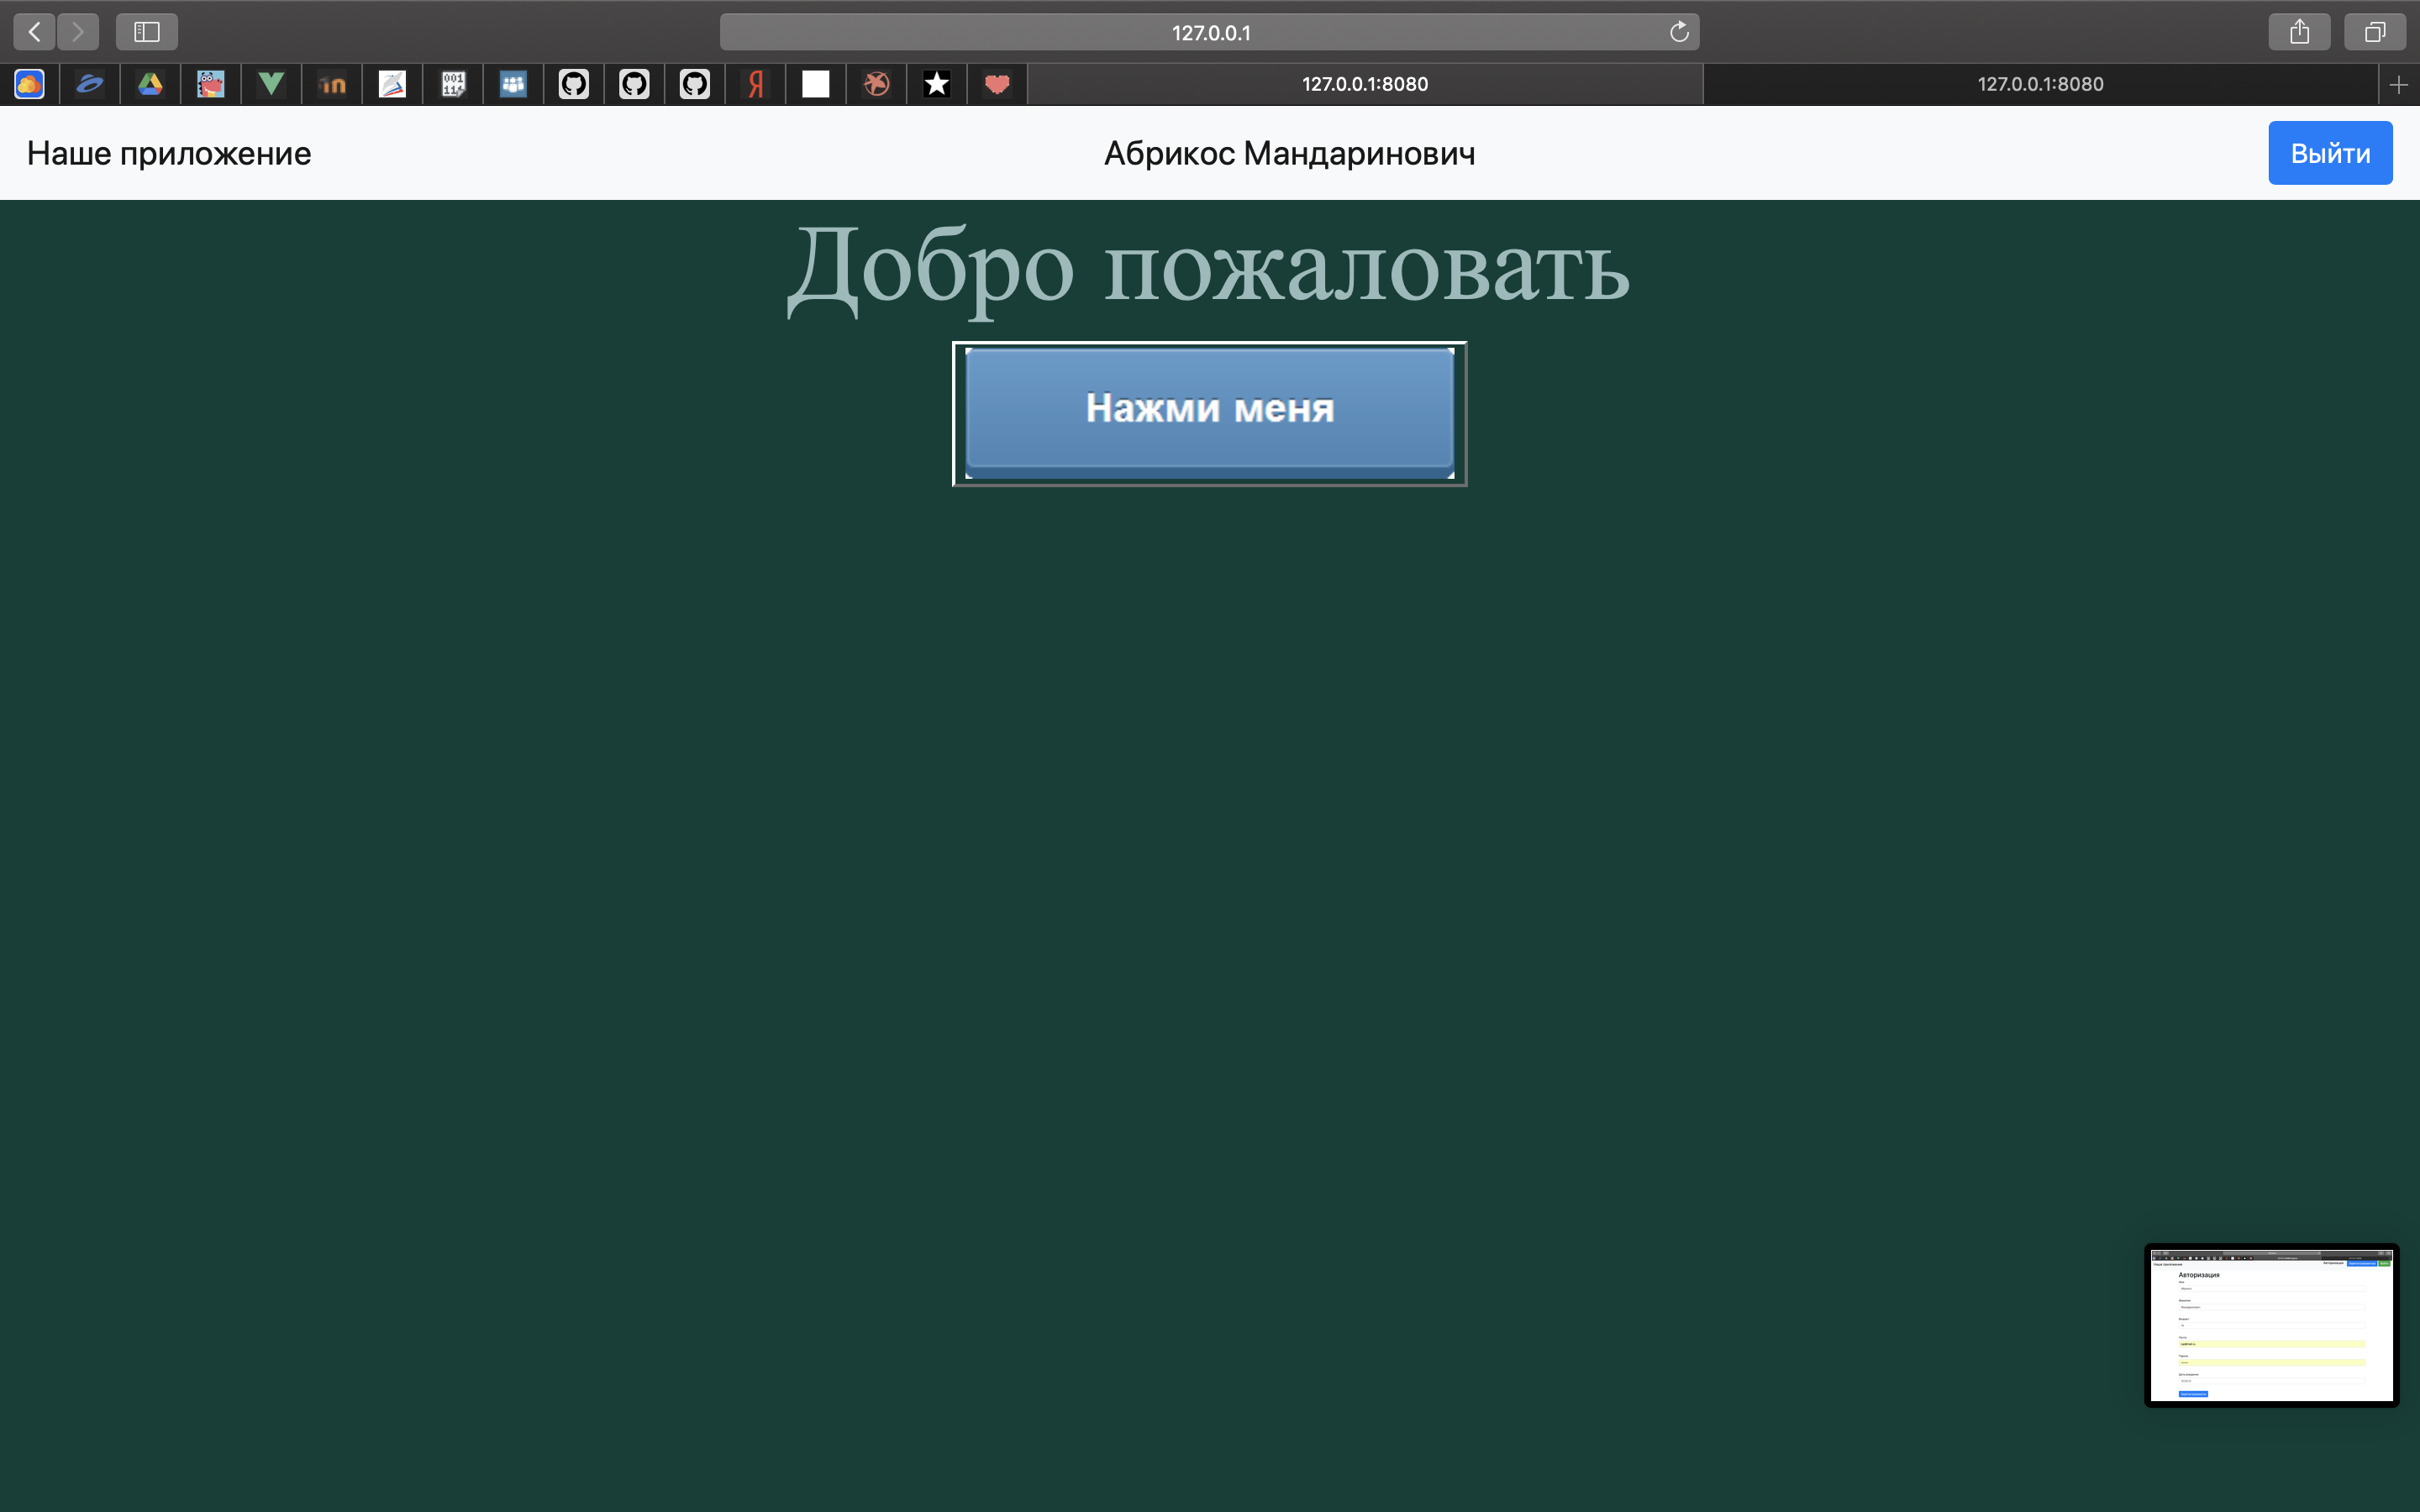 127.0.0.1
127.0.0.1:8080
127.0.0.1:8080
Наше приложение
Абрикос Мандаринович
Выйти
Добро пожаловать
Нажми меня
Авторизация